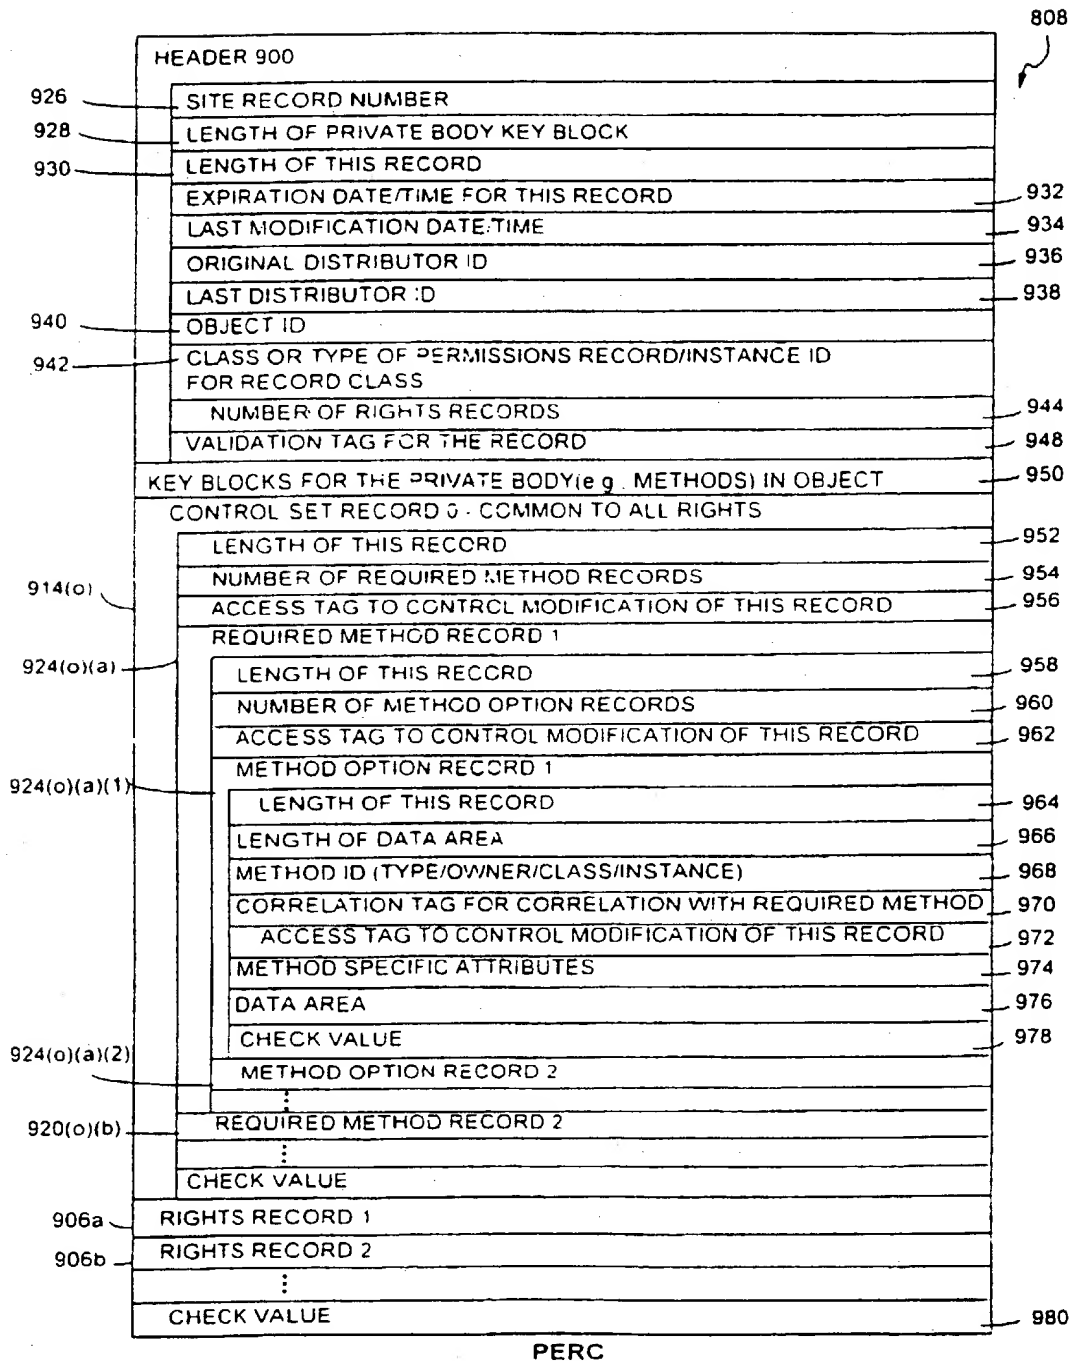 808
HEADER 900
926 SITE RECORD NUMBER
928 LENGTH OF PRIVATE BODY KEY BLOCK
930 LENGTH OF THIS RECORD
EXPIRATION DATE/TIME FOR THIS RECORD 932
LAST MODIFICATION DATE/TIME 934
ORIGINAL DISTRIBUTOR ID 936
LAST DISTRIBUTOR ID 938
940 OBJECT ID
942 CLASS OR TYPE OF PERMISSIONS RECORD/INSTANCE ID
FOR RECORD CLASS
NUMBER OF RIGHTS RECORDS 944
VALIDATION TAG FOR THE RECORD 948
KEY BLOCKS FOR THE PRIVATE BODY(e g . METHODS) IN OBJECT 950
CONTROL SET RECORD 0 - COMMON TO ALL RIGHTS
LENGTH OF THIS RECORD 952
NUMBER OF REQUIRED METHOD RECORDS 954
914(o)
ACCESS TAG TO CONTROL MODIFICATION OF THIS RECORD 956
REQUIRED METHOD RECORD 1
924(o)(a)
LENGTH OF THIS RECORD 958
NUMBER OF METHOD OPTION RECORDS 960
ACCESS TAG TO CONTROL MODIFICATION OF THIS RECORD 962
METHOD OPTION RECORD 1
924(o)(a)(1)
LENGTH OF THIS RECORD 964
LENGTH OF DATA AREA 966
METHOD ID (TYPE/OWNER/CLASS/INSTANCE) 968
CORRELATION TAG FOR CORRELATION WITH REQUIRED METHOD 970
ACCESS TAG TO CONTROL MODIFICATION OF THIS RECORD 972
METHOD SPECIFIC ATTRIBUTES 974
DATA AREA 976
CHECK VALUE 978
924(o)(a)(2)
METHOD OPTION RECORD 2
920(o)(b) REQUIRED METHOD RECORD 2
CHECK VALUE
906a RIGHTS RECORD 1
906b RIGHTS RECORD 2
CHECK VALUE 980
PERC